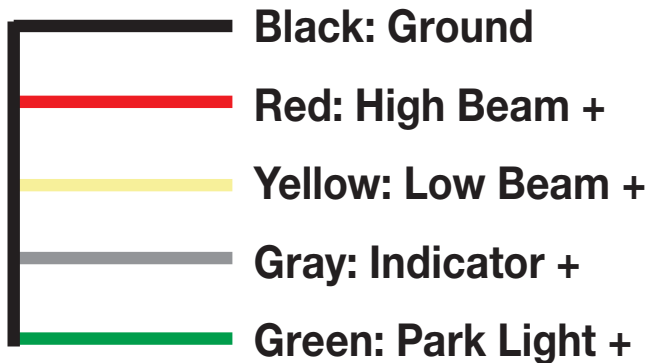 Black: Ground
Red: High Beam +
Yellow: Low Beam +
Gray: Indicator +
Green: Park Light +